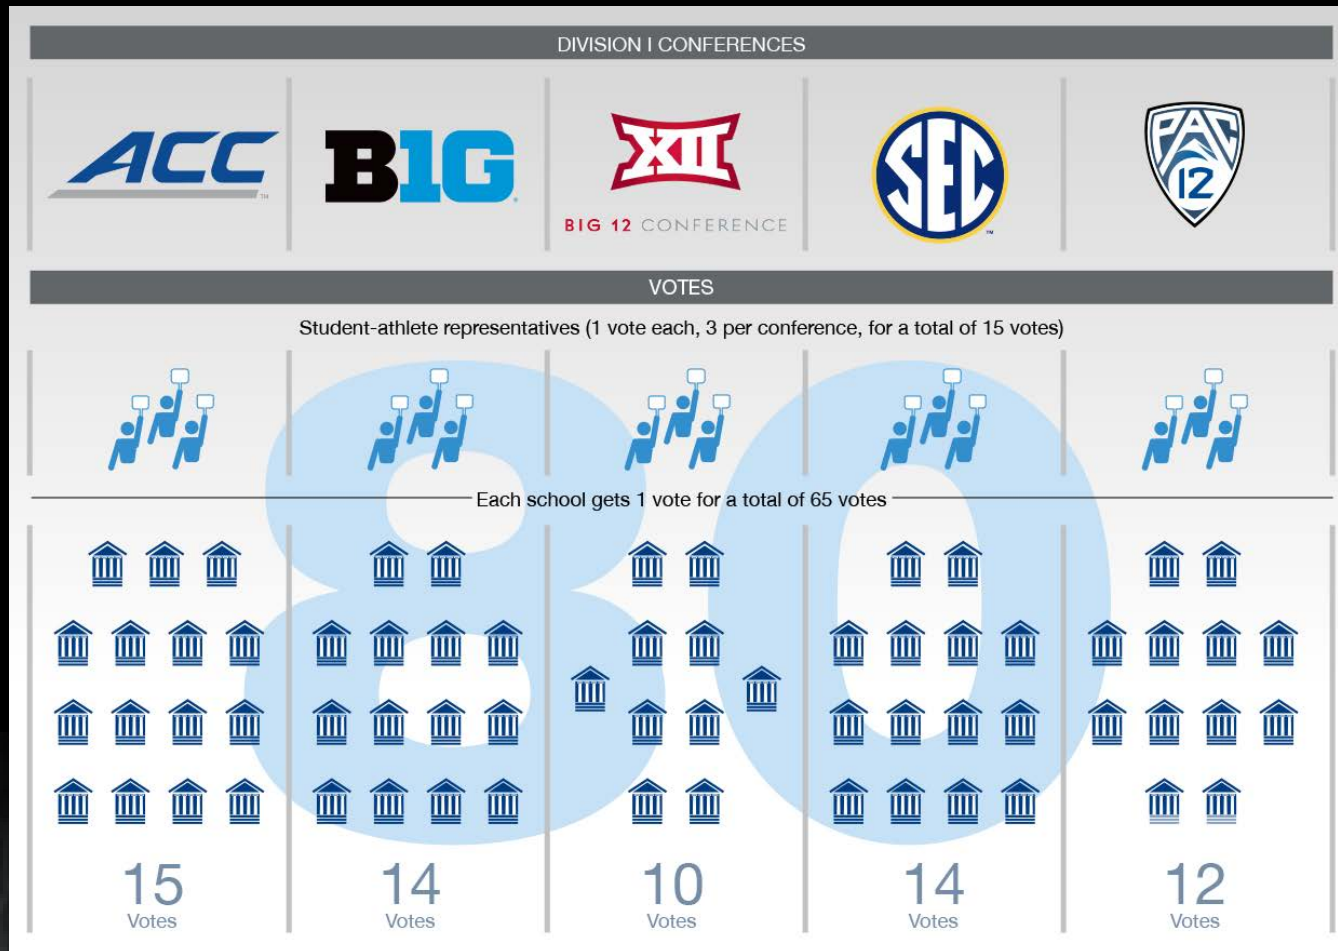 DIVISION I CONFERENCES
ACC
TM
B1G
XII
BIG 12 CONFERENCE
SEC
TM
PAC
12
VOTES
Student-athlete representatives (1 vote each, 3 per conference, for a total of 15 votes)
80
Each school gets 1 vote for a total of 65 votes
15
Votes
14
Votes
10
Votes
14
Votes
12
Votes